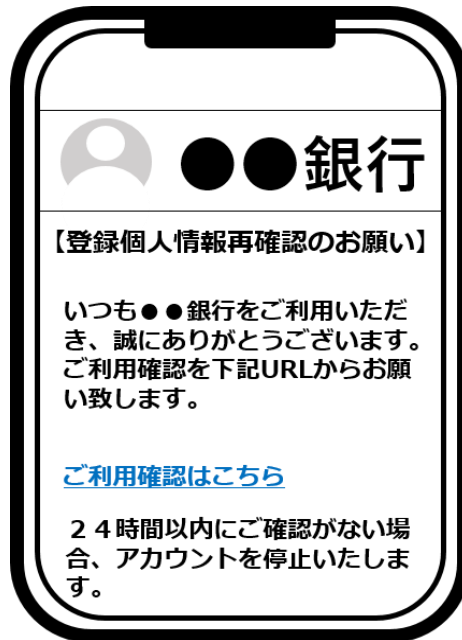 ●●銀行
【登録個人情報再確認のお願い】
いつも●●銀行をご利用いただ
き、誠にありがとうございます。
ご利用確認を下記URLからお願
い致します。
ご利用確認はこちら
２４時間以内にご確認がない場
合、アカウントを停止いたしま
す。